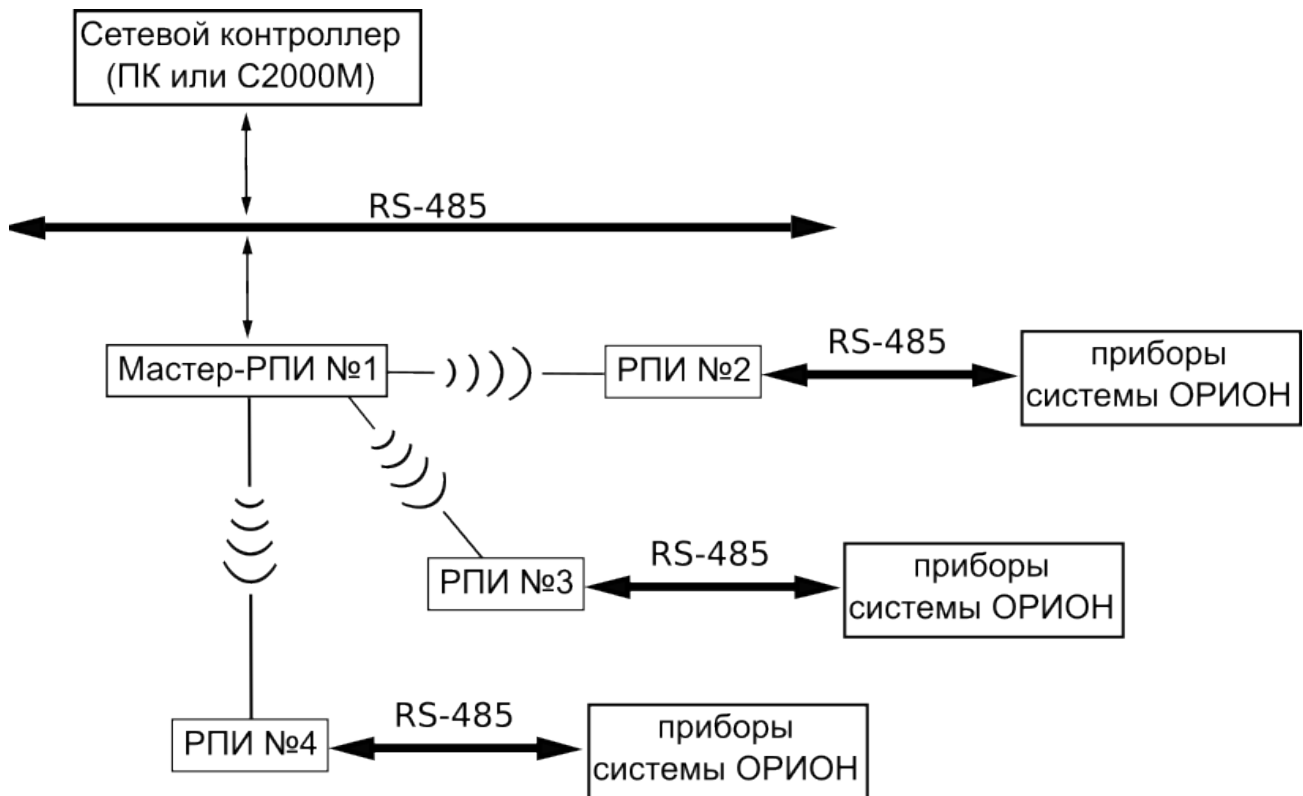 Сетевой контроллер
(ПК или С2000М)
RS-485
Мастер-РПИ №1
РПИ №2
RS-485
приборы
системы ОРИОН
РПИ №3
RS-485
приборы
системы ОРИОН
РПИ №4
RS-485
приборы
системы ОРИОН